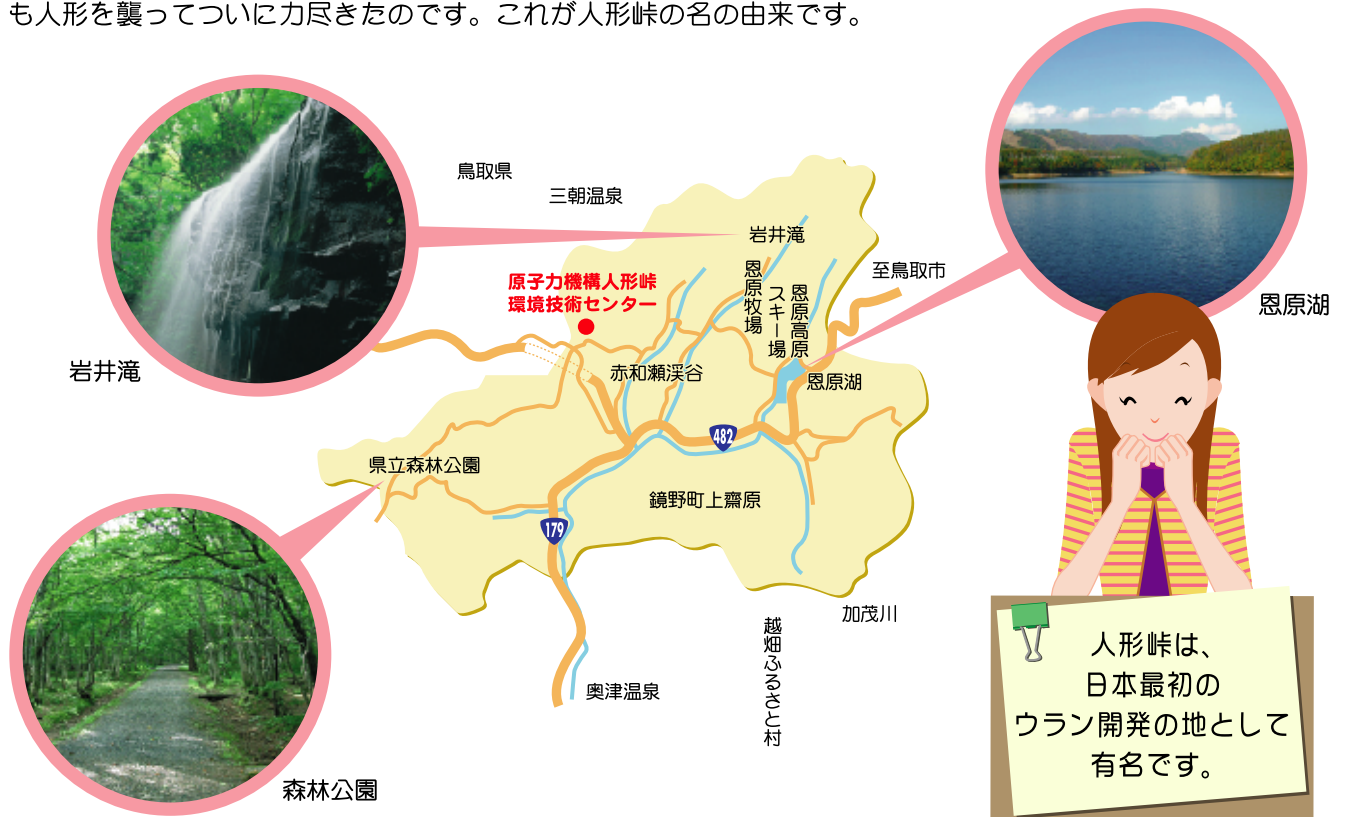 も人形を襲ってついに力尽きたのです。これが人形峠の名の由来です。
鳥取県
三朝温泉
岩井滝
恩原牧場
恩原高原
スキー場
至鳥取市
恩原湖
原子力機構人形峠
環境技術センター
岩井滝
赤和瀬渓谷
恩原湖
482
県立森林公園
鏡野町上齋原
179
加茂川
越畑ふるさと村
奥津温泉
森林公園
人形峠は、
日本最初の
ウラン開発の地として
有名です。